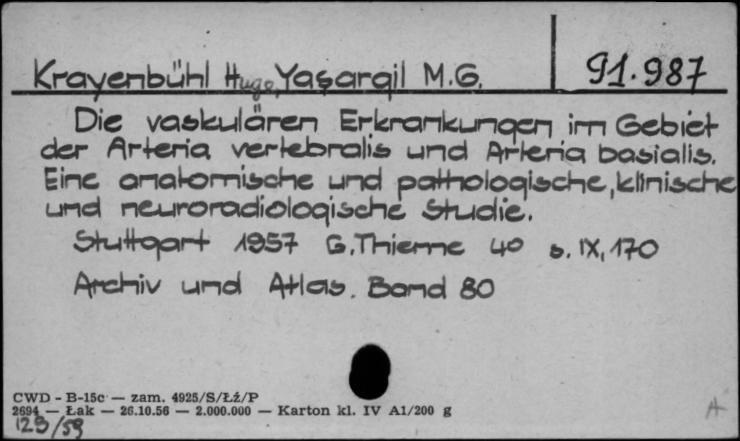 Krayenbühl Hugo, Yaşargil M.G. 91.987
Die vaskulären Erkrankungen im Gebiet
der Arteria vertebralis und Arteria basialis.
Eine anatomische und pathologische, klinische
und neuroradiologische Studie.
Stuttgart 1957 G. Thieme 4o s. IX, 170
Archiv und Atlas. Band 80
CWD - B-15c — zam. 4925/S/Łż/P
2694 — Łak — 26.10.56 — 2.000.000 — Karton kl. IV A1/200 g
123/59
A